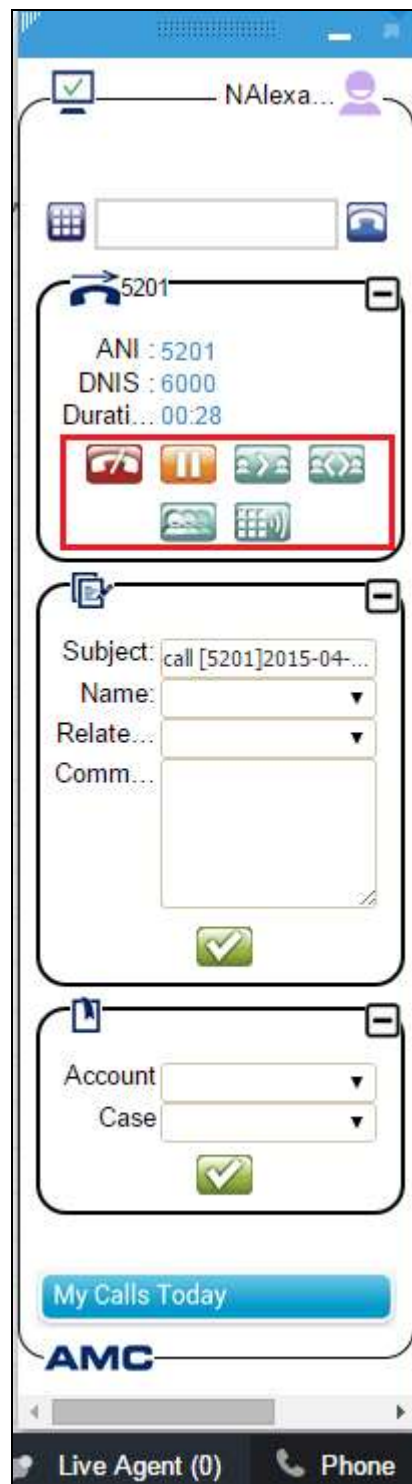 NAlexa...
5201
ANI : 5201
DNIS : 6000
Durati... 00:28
Subject: call [5201]2015-04-...
Name:
Relate...
Comm...
Account
Case
My Calls Today
AMC
Live Agent (0) Phone